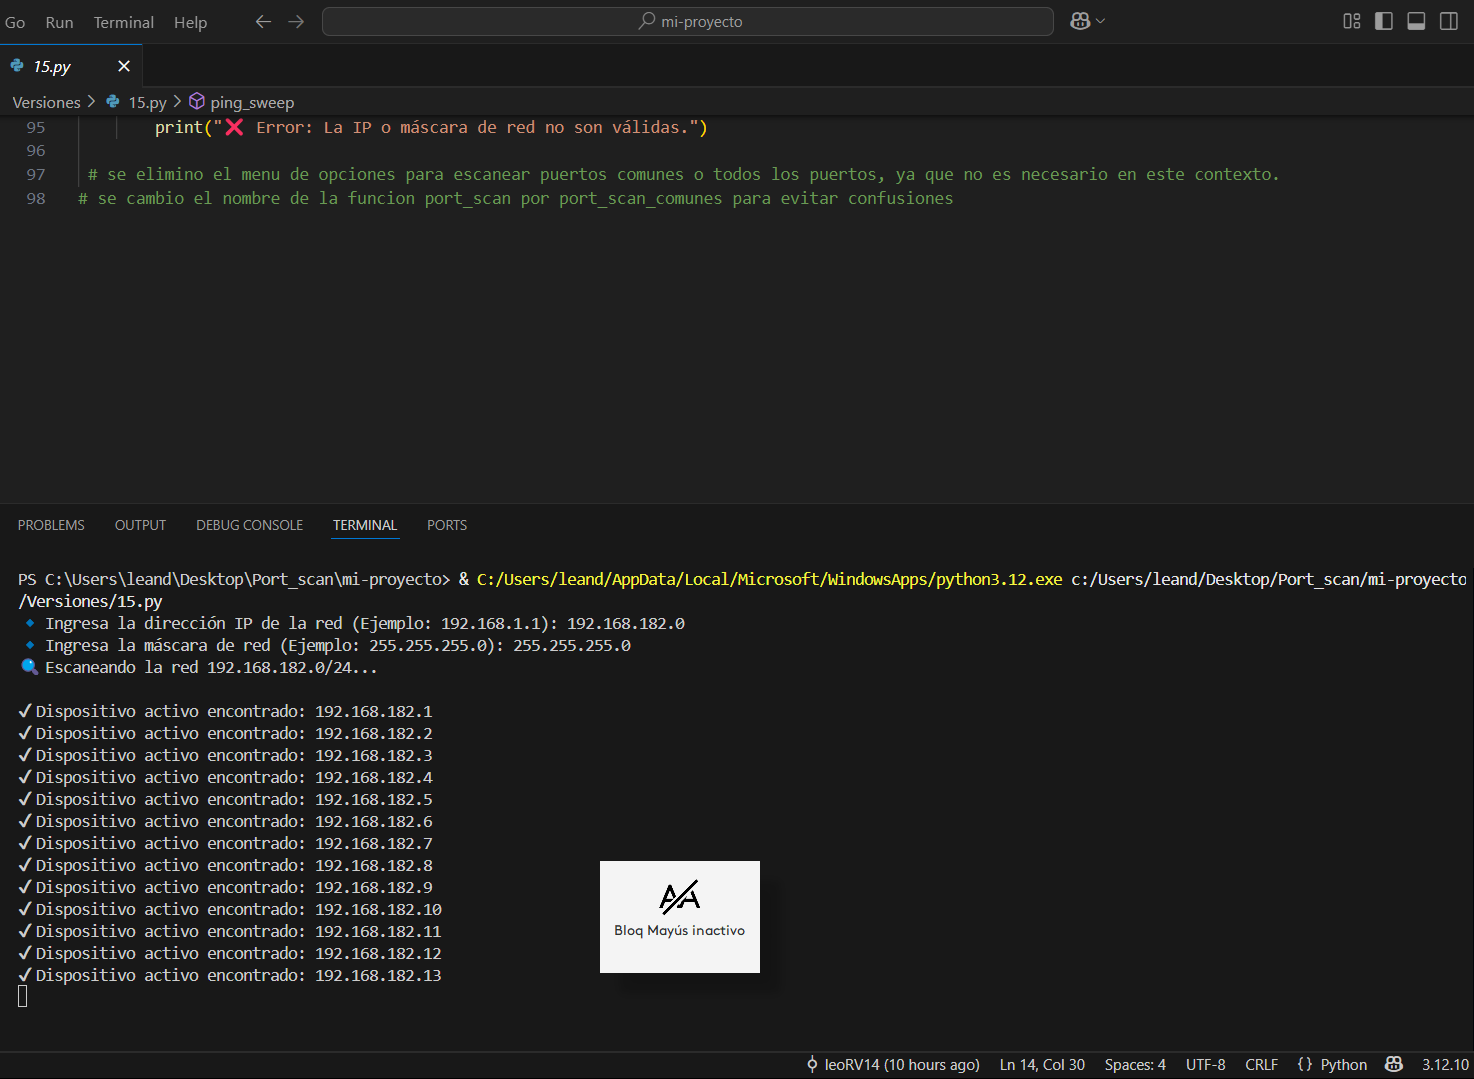 Go Run Terminal Help mi-proyecto
15.py
Versiones > 15.py > ping_sweep
95 print("❌ Error: La IP o máscara de red no son válidas.")
96
97 # se elimino el menu de opciones para escanear puertos comunes o todos los puertos, ya que no es necesario en este contexto.
98 # se cambio el nombre de la funcion port_scan por port_scan_comunes para evitar confusiones
PROBLEMS OUTPUT DEBUG CONSOLE TERMINAL PORTS
PS C:\Users\leand\Desktop\Port_scan\mi-proyecto> & C:/Users/leand/AppData/Local/Microsoft/WindowsApps/python3.12.exe c:/Users/leand/Desktop/Port_scan/mi-proyecto
/Versiones/15.py
🔹 Ingresa la dirección IP de la red (Ejemplo: 192.168.1.1): 192.168.182.0
🔹 Ingresa la máscara de red (Ejemplo: 255.255.255.0): 255.255.255.0
🔍 Escaneando la red 192.168.182.0/24...
✓ Dispositivo activo encontrado: 192.168.182.1
✓ Dispositivo activo encontrado: 192.168.182.2
✓ Dispositivo activo encontrado: 192.168.182.3
✓ Dispositivo activo encontrado: 192.168.182.4
✓ Dispositivo activo encontrado: 192.168.182.5
✓ Dispositivo activo encontrado: 192.168.182.6
✓ Dispositivo activo encontrado: 192.168.182.7
✓ Dispositivo activo encontrado: 192.168.182.8
✓ Dispositivo activo encontrado: 192.168.182.9
✓ Dispositivo activo encontrado: 192.168.182.10
✓ Dispositivo activo encontrado: 192.168.182.11
✓ Dispositivo activo encontrado: 192.168.182.12
✓ Dispositivo activo encontrado: 192.168.182.13
Bloq Mayús inactivo
leoRV14 (10 hours ago) Ln 14, Col 30 Spaces: 4 UTF-8 CRLF {} Python 3.12.10